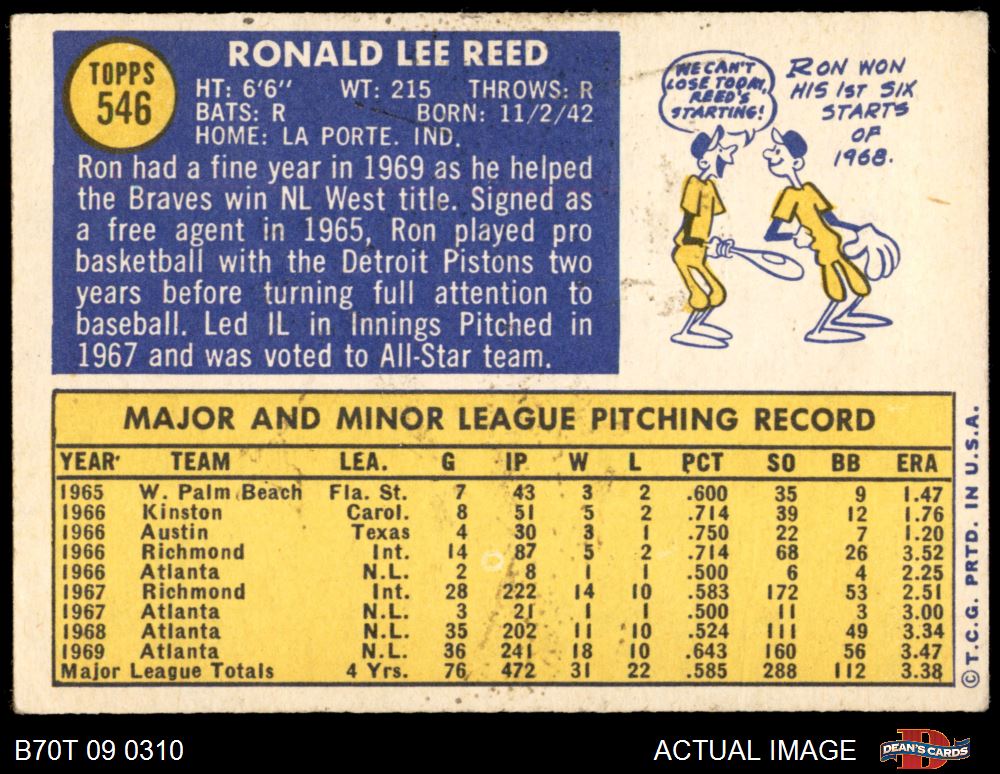 TOPPS
546
RONALD LEE REED
HT: 6'6" WT: 215 THROWS: R
BATS: R BORN: 11/2/42
HOME: LA PORTE. IND.
Ron had a fine year in 1969 as he helped
the Braves win NL West title. Signed as
a free agent in 1965, Ron played pro
basketball with the Detroit Pistons two
years before turning full attention to
baseball. Led IL in Innings Pitched in
1967 and was voted to All-Star team.
WE CAN'T
LOSE TODAY,
REED'S
STARTING!
RON WON
HIS 1ST SIX
STARTS
OF
1968.
MAJOR AND MINOR LEAGUE PITCHING RECORD
YEAR TEAM LEA. G IP W L PCT SO BB ERA
1965 W. Palm Beach Fla. St. 7 43 3 2 .600 35 9 1.47
1966 Kinston Carol. 8 51 5 2 .714 39 12 1.76
1966 Austin Texas 4 30 3 1 .750 22 7 1.20
1966 Richmond Int. 14 87 5 2 .714 68 26 3.52
1966 Atlanta N.L. 2 8 1 1 .500 6 4 2.25
1967 Richmond Int. 28 222 14 10 .583 172 53 2.51
1967 Atlanta N.L. 3 21 1 1 .500 11 3 3.00
1968 Atlanta N.L. 35 202 11 10 .524 111 49 3.34
1969 Atlanta N.L. 36 241 18 10 .643 160 56 3.47
Major League Totals 4 Yrs. 76 472 31 22 .585 288 112 3.38
© T.C.G. PRTD. IN U.S.A.
B70T 09 0310
ACTUAL IMAGE
DEAN'S CARDS